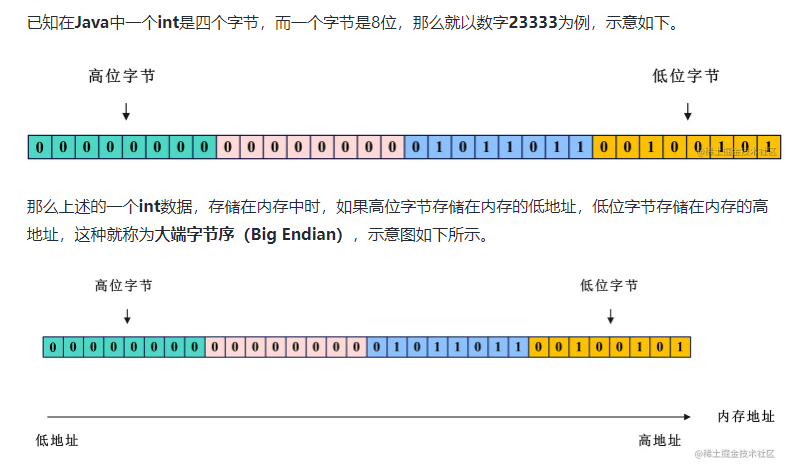 已知在Java中一个int是四个字节，而一个字节是8位，那么就以数字23333为例，示意如下。
高位字节 低位字节
0 0 0 0 0 0 0 0 0 0 0 0 0 0 0 0 0 1 0 1 1 0 1 1 0 0 1 0 0 1 0 1
@稀土掘金技术社区
那么上述的一个int数据，存储在内存中时，如果高位字节存储在内存的低地址，低位字节存储在内存的高
地址，这种就称为大端字节序（Big Endian），示意图如下所示。
高位字节 低位字节
0 0 0 0 0 0 0 0 0 0 0 0 0 0 0 0 0 1 0 1 1 0 1 1 0 0 1 0 0 1 0 1
内存地址
低地址 高地址
@稀土掘金技术社区